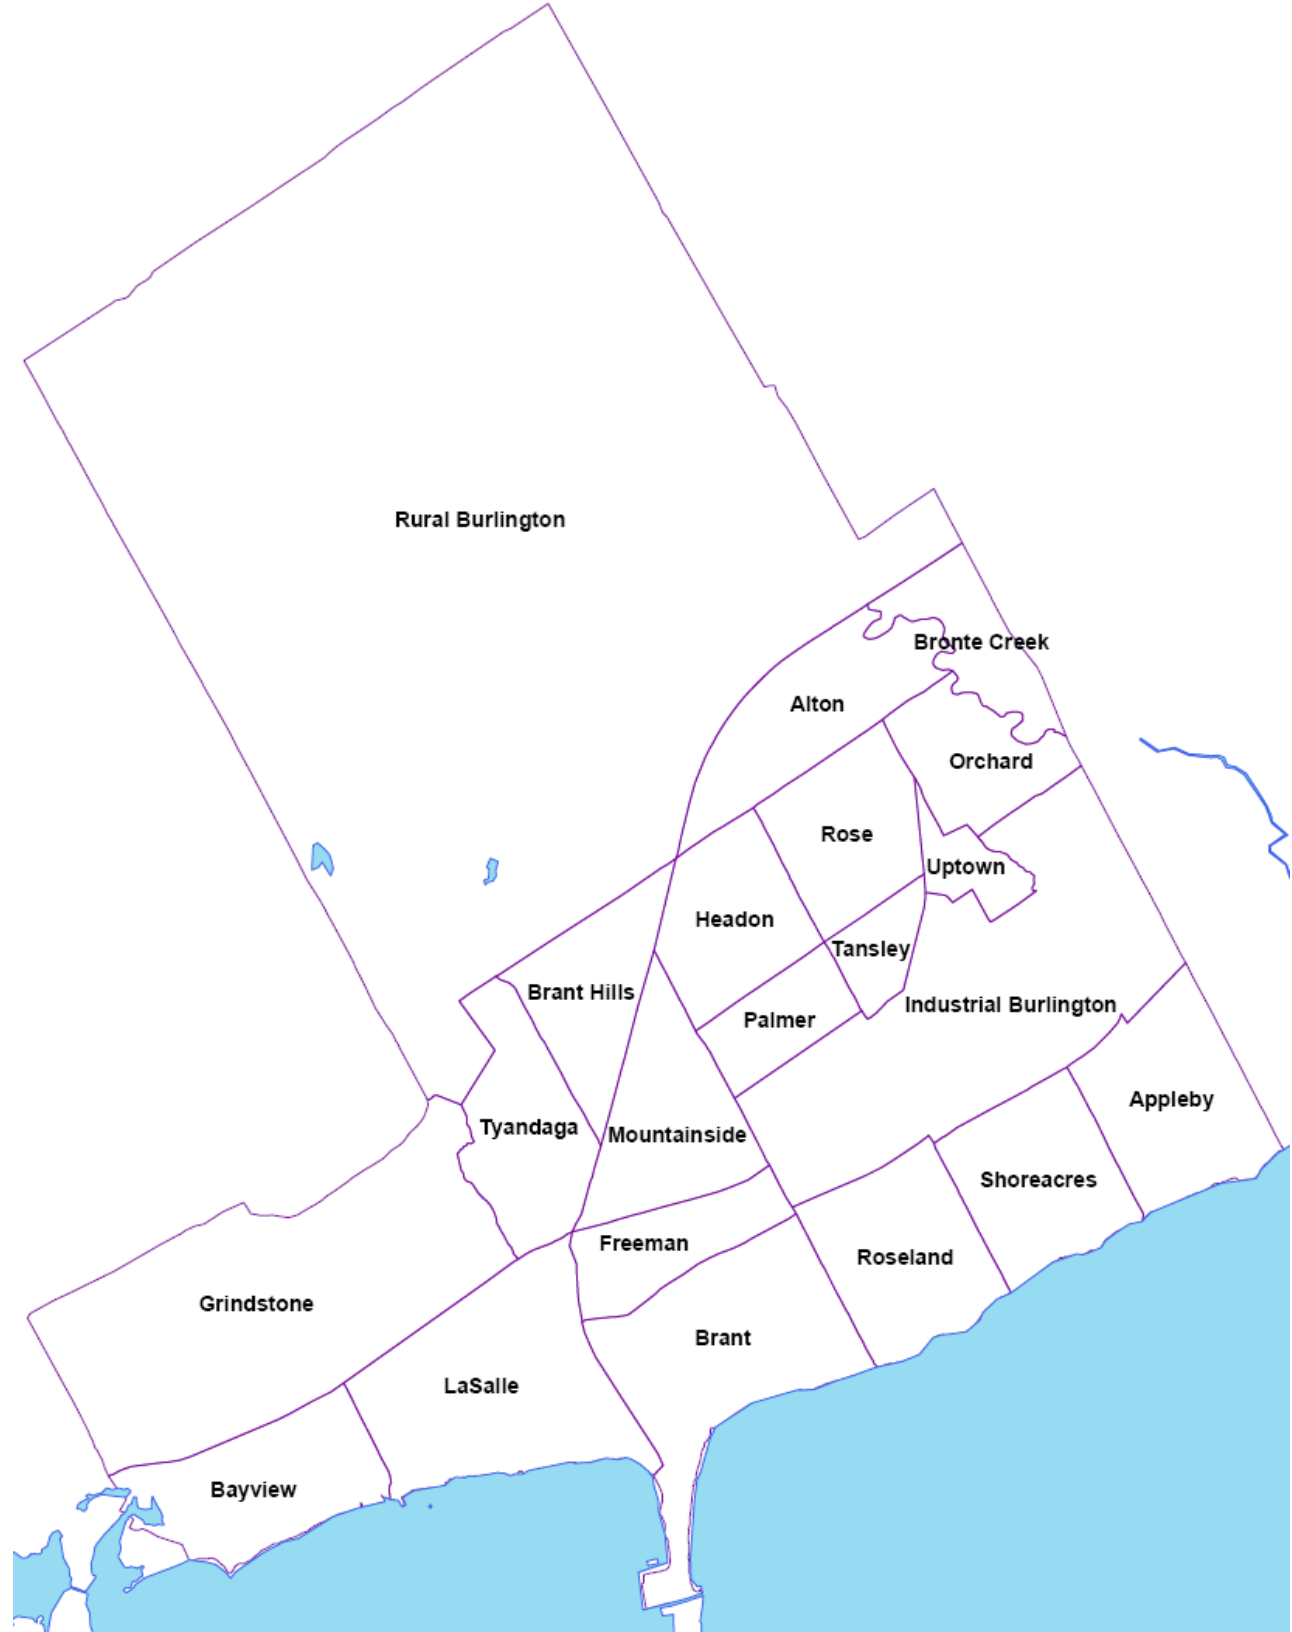 Rural Burlington
Bronte Creek
Alton
Orchard
Rose
Uptown
Headon
Tansley
Brant Hills
Industrial Burlington
Palmer
Appleby
Tyandaga
Mountainside
Shoreacres
Freeman
Roseland
Grindstone
Brant
LaSalle
Bayview